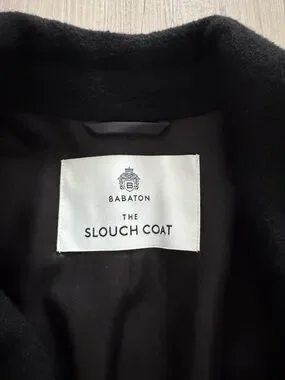 B
BABATON
THE
SLOUCH COAT